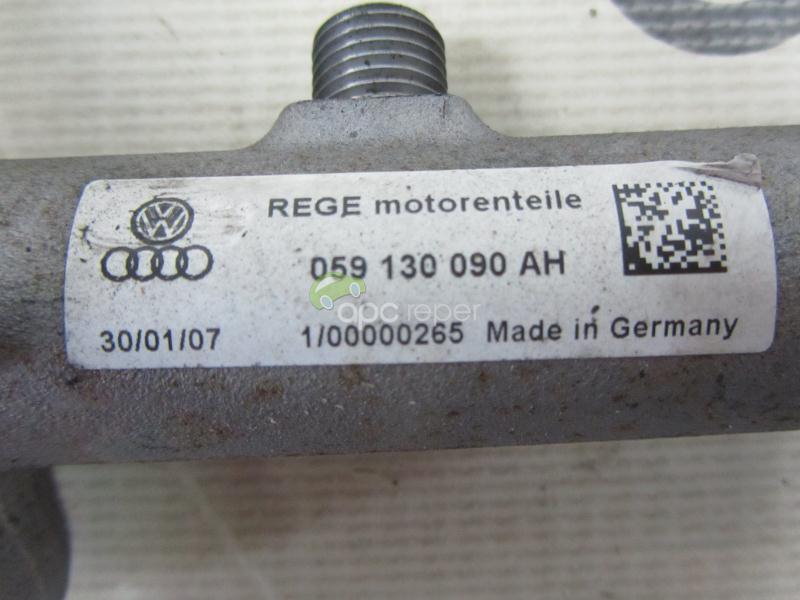 REGE motorenteile
059 130 090 AH
apc reper
30/01/07 1/00000265 Made in Germany